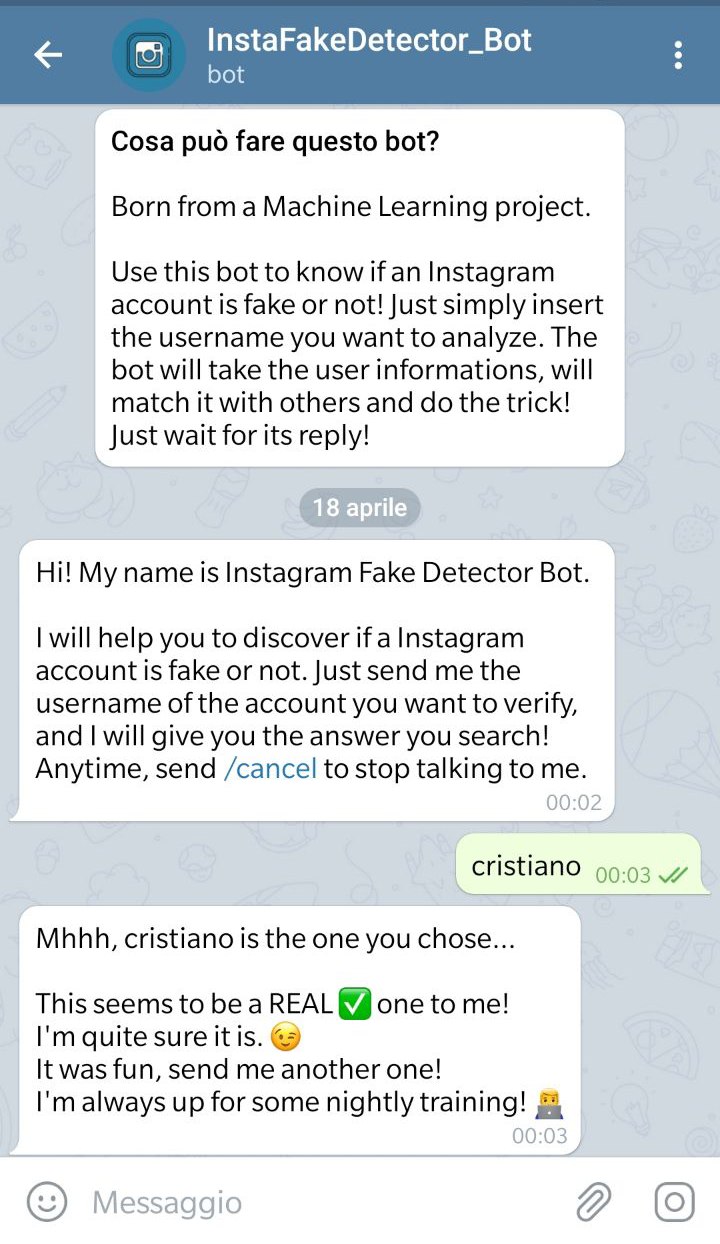 InstaFakeDetector_Bot
bot
Cosa può fare questo bot?
Born from a Machine Learning project.
Use this bot to know if an Instagram
account is fake or not! Just simply insert
the username you want to analyze. The
bot will take the user informations, will
match it with others and do the trick!
Just wait for its reply!
18 aprile
Hi! My name is Instagram Fake Detector Bot.
I will help you to discover if a Instagram
account is fake or not. Just send me the
username of the account you want to verify,
and I will give you the answer you search!
Anytime, send /cancel to stop talking to me.
00:02
cristiano 00:03
Mhhh, cristiano is the one you chose...
This seems to be a REAL ✅ one to me!
I'm quite sure it is. 😉
It was fun, send me another one!
I'm always up for some nightly training! 👨‍💻
00:03
Messaggio